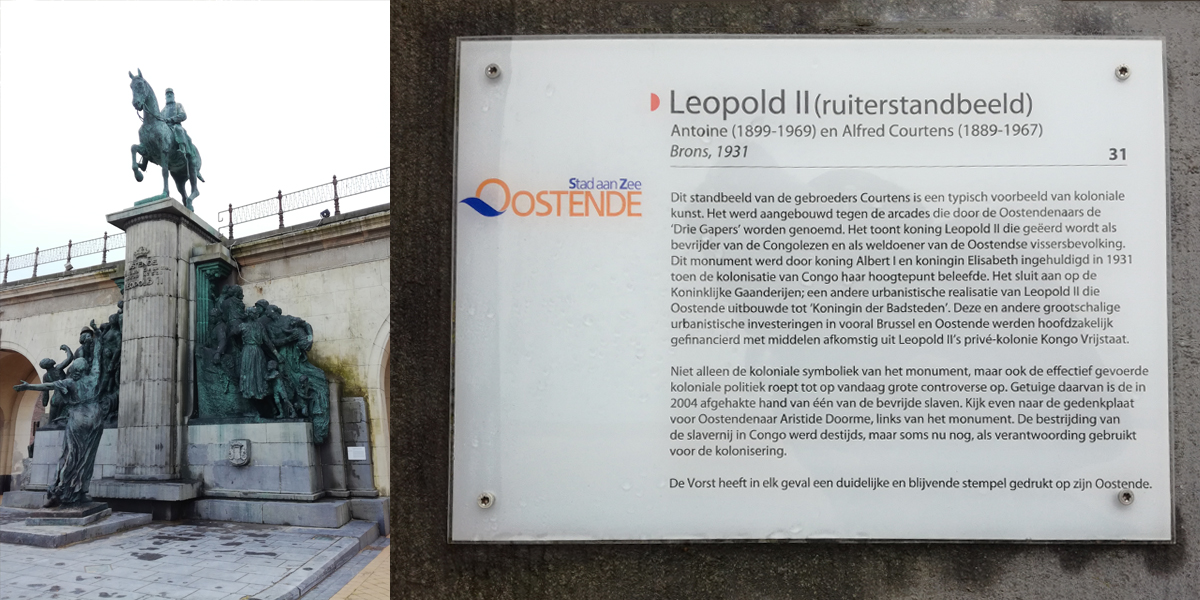 Leopold II (ruiterstandbeeld)
Antoine (1899-1969) en Alfred Courtens (1889-1967)
Brons, 1931
31
Stad aan Zee
OOSTENDE
Dit standbeeld van de gebroeders Courtens is een typisch voorbeeld van koloniale
kunst. Het werd aangebouwd tegen de arcades die door de Oostendenaars de
‘Drie Gapers’ worden genoemd. Het toont koning Leopold II die geëerd wordt als
bevrijder van de Congolezen en als weldoener van de Oostendse vissersbevolking.
Dit monument werd door koning Albert I en koningin Elisabeth ingehuldigd in 1931
toen de kolonisatie van Congo haar hoogtepunt beleefde. Het sluit aan op de
Koninklijke Gaanderijen; een andere urbanistische realisatie van Leopold II die
Oostende uitbouwde tot ‘Koningin der Badsteden’. Deze en andere grootschalige
urbanistische investeringen in vooral Brussel en Oostende werden hoofdzakelijk
gefinancierd met middelen afkomstig uit Leopold II’s privé-kolonie Kongo Vrijstaat.
Niet alleen de koloniale symboliek van het monument, maar ook de effectief gevoerde
koloniale politiek roept tot op vandaag grote controverse op. Getuige daarvan is de in
2004 afgehakte hand van één van de bevrijde slaven. Kijk even naar de gedenkplaat
voor Oostendenaar Aristide Doorme, links van het monument. De bestrijding van
de slavernij in Congo werd destijds, maar soms nu nog, als verantwoording gebruikt
voor de kolonisering.
De Vorst heeft in elk geval een duidelijke en blijvende stempel gedrukt op zijn Oostende.